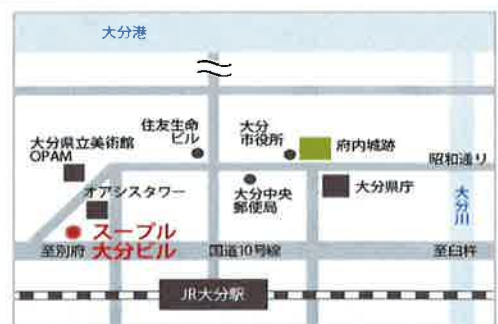 大分港
住友生命
ビル
大分
市役所
府内城跡
大分県立美術館
OPAM
昭和通り
オアシスタワー
大分中央
郵便局
大分県庁
大分川
スーブル
大分ビル
至別府
国道10号線
至臼杵
JR大分駅